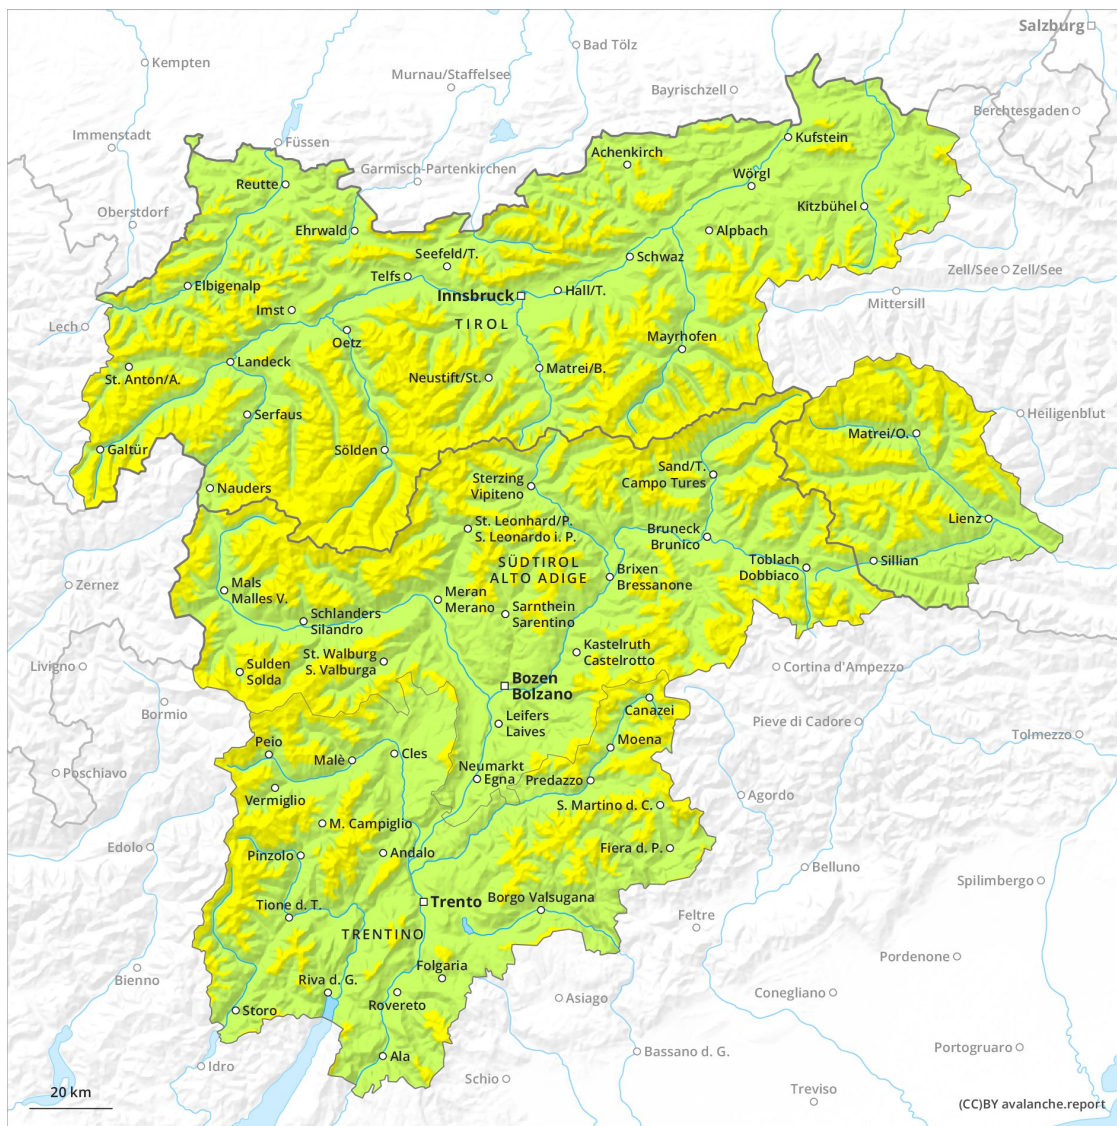 Salzburg
Bad Tölz
Kempten
Murnau/Staffelsee
Bayrischzell
Berchtesgaden
Immenstadt
Füssen
Kufstein
Achenkirch
Garmisch-Partenkirchen
Wörgl
Reutte
Kitzbühel
Oberstdorf
Ehrwald
Alpbach
Seefeld/T.
Schwaz
Telfs
Zell/See
Zell/See
Elbigenalp
Hall/T.
Innsbruck
Mittersill
Imst
TIROL
Lech
Oetz
Mayrhofen
Landeck
Matrei/B.
St. Anton/A.
Neustift/St.
Serfaus
Heiligenblut
Matrei/O.
Galtür
Sölden
Sand/T.
Campo Tures
Sterzing
Vipiteno
Nauders
Lienz
St. Leonhard/P.
S. Leonardo i. P.
Bruneck
Brunico
SÜDTIROL
ALTO ADIGE
Toblach
Dobbiaco
Sillian
Brixen
Bressanone
Zernez
Mals
Malles V.
Meran
Merano
Sarnthein
Sarentino
Schlanders
Silandro
Kastelruth
Castelrotto
St. Walburg
S. Valburga
Livigno
Sulden
Solda
Cortina d'Ampezzo
Bozen
Bolzano
Canazei
Bormio
Leifers
Laives
Pieve di Cadore
Tolmezzo
Moena
Peio
Cles
Malè
Poschiavo
Neumarkt
Egna
Predazzo
Vermiglio
Agordo
S. Martino d. C.
M. Campiglio
Edolo
Fiera d. P.
Pinzolo
Andalo
Belluno
Spilimbergo
Trento
Borgo Valsugana
Tione d. T.
Feltre
TRENTINO
Pordenone
Folgaria
Bienno
Riva d. G.
Conegliano
Rovereto
Asiago
Storo
Portogruaro
Bassano d. G.
Ala
Idro
Schio
Treviso
20 km
(CC)BY avalanche.report